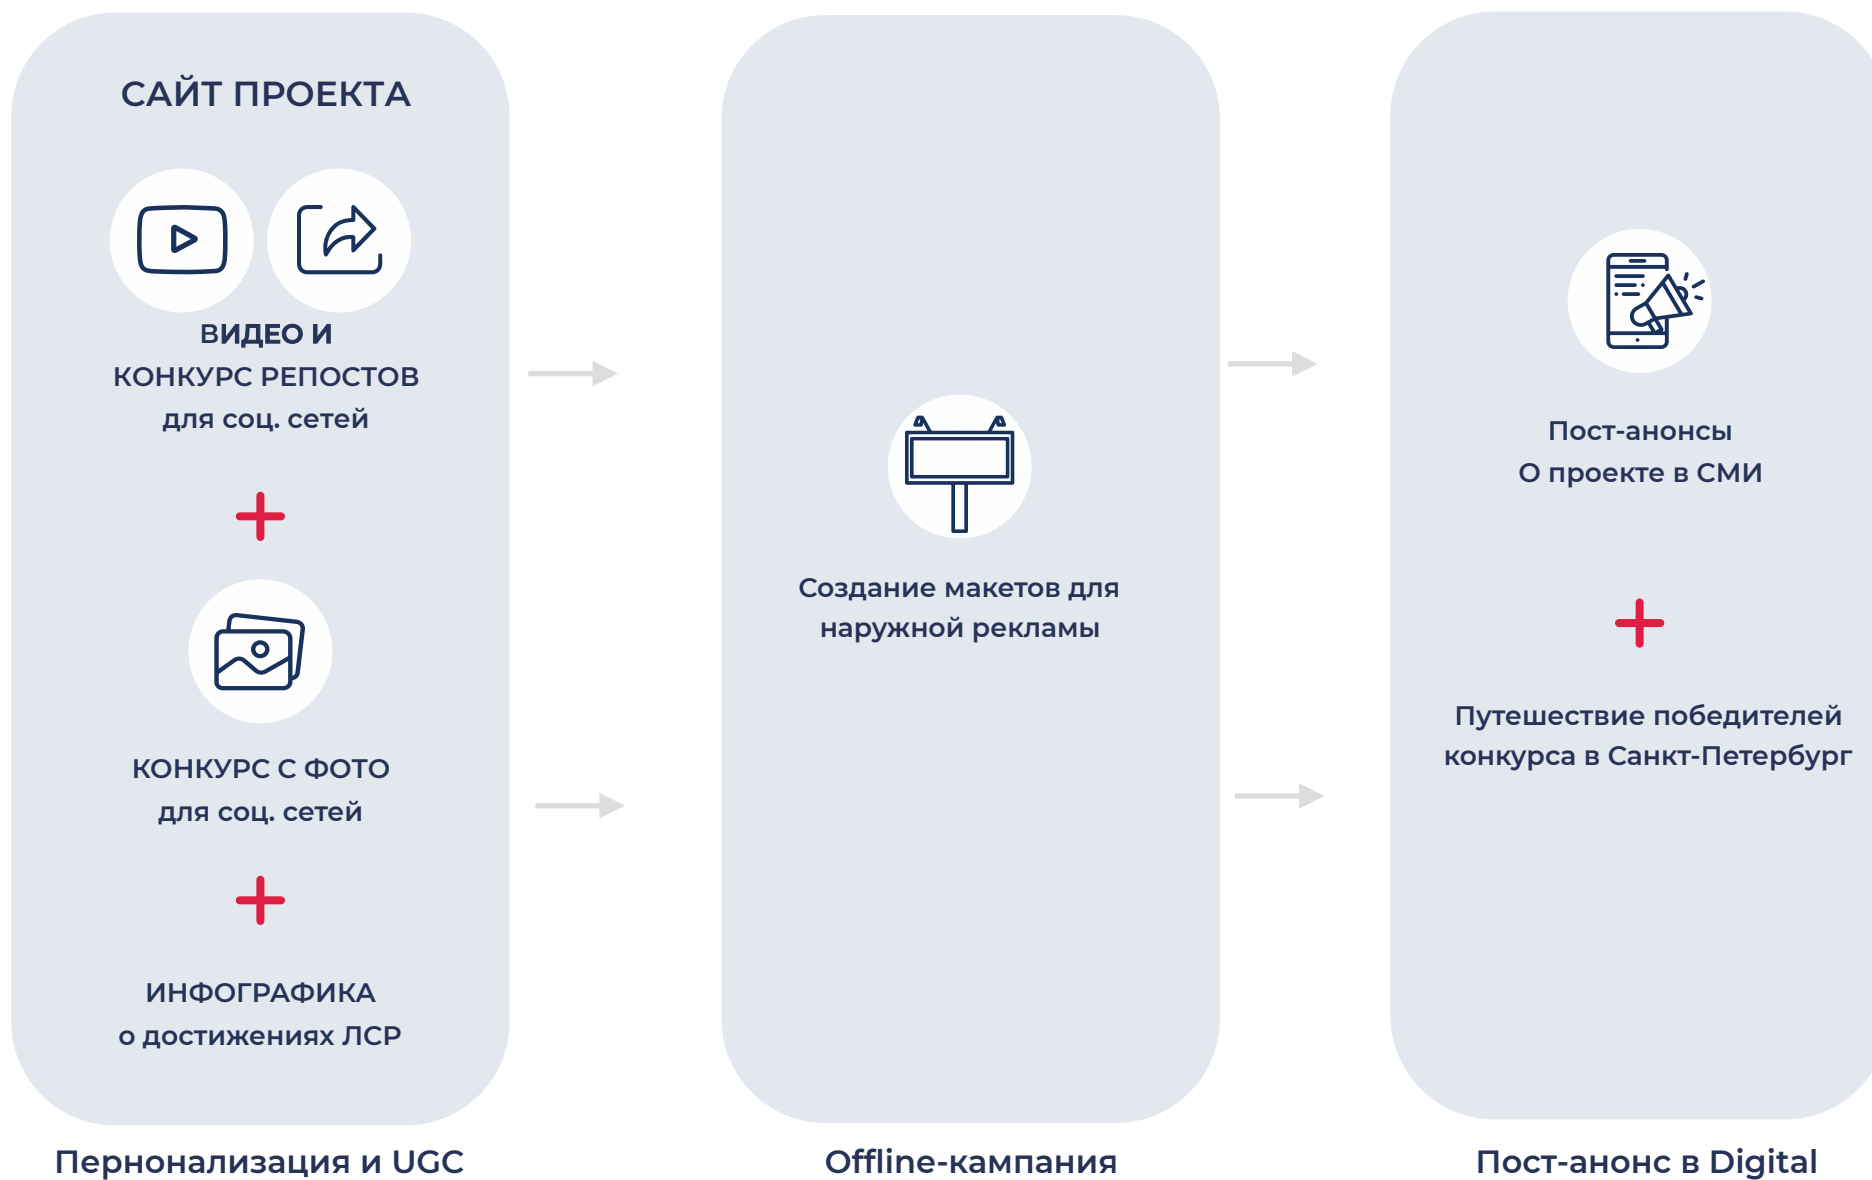 САЙТ ПРОЕКТА
ВИДЕО И
КОНКУРС РЕПОСТОВ
для соц. сетей
КОНКУРС С ФОТО
для соц. сетей
ИНФОГРАФИКА
о достижениях ЛСР
Пернонализация и UGC
Создание макетов для
наружной рекламы
Offline-кампания
Пост-анонсы
О проекте в СМИ
Путешествие победителей
конкурса в Санкт-Петербург
Пост-анонс в Digital